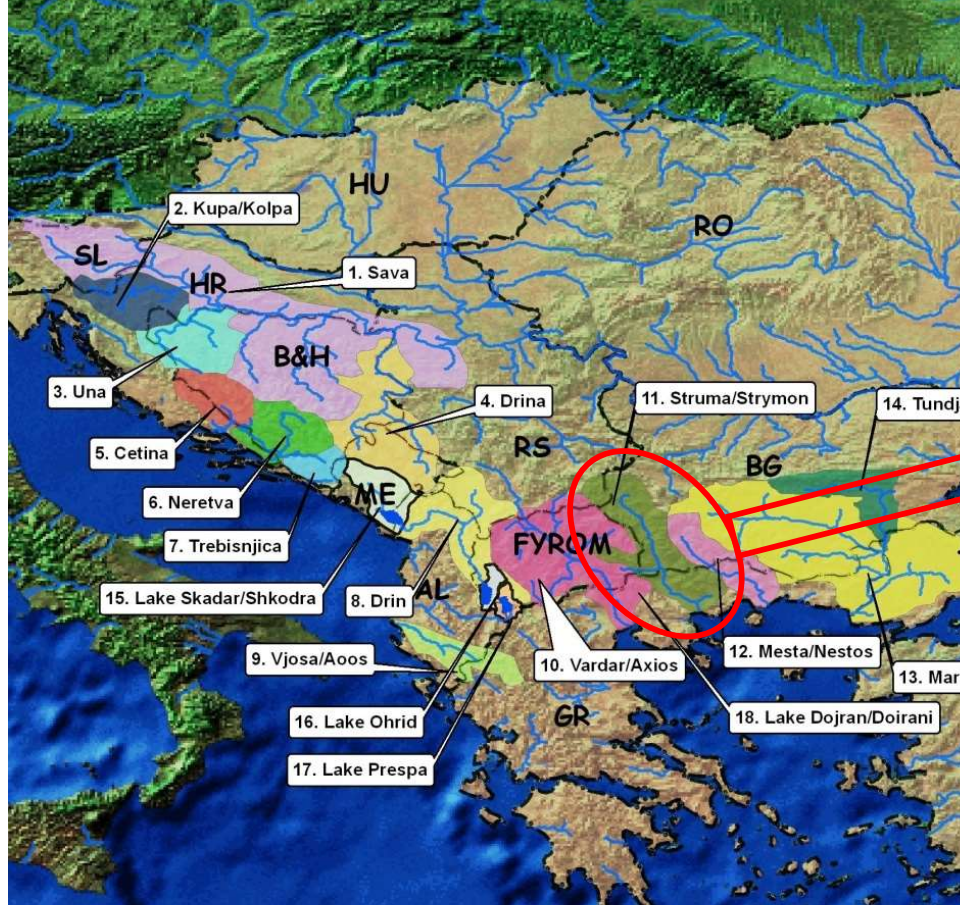 HU
2. Kupa/Kolpa
RO
SL
1. Sava
HR
B&H
3. Una
4. Drina
11. Struma/Strymon
14. Tundj
5. Cetina
RS
BG
6. Neretva
ME
7. Trebisnjica
FYROM
15. Lake Skadar/Shkodra
8. Drin
AL
9. Vjosa/Aoos
10. Vardar/Axios
12. Mesta/Nestos
13. Mar
16. Lake Ohrid
GR
18. Lake Dojran/Doirani
17. Lake Prespa